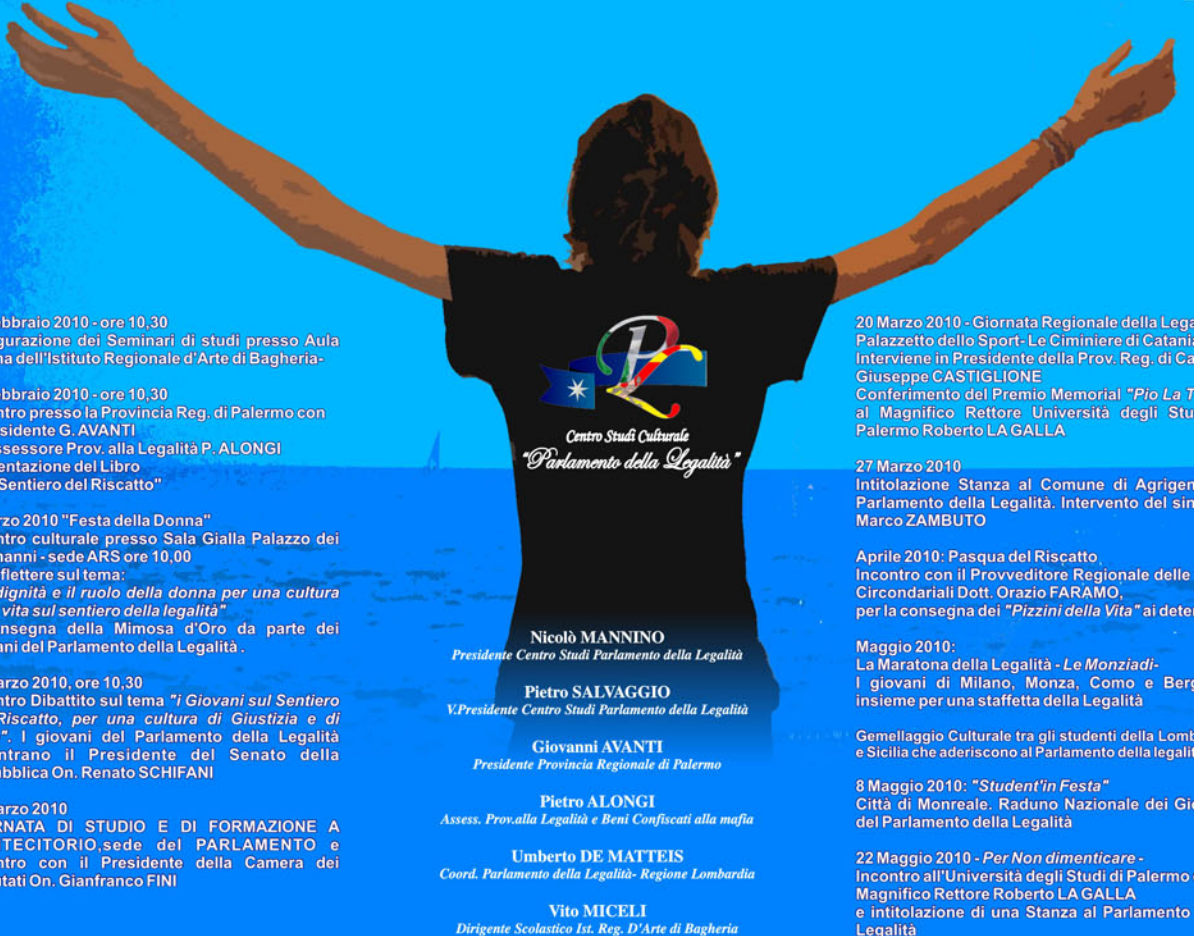 bbraio 2010 - ore 10,30
gurazione dei Seminari di studi presso Aula
na dell'Istituto Regionale d'Arte di Bagheria-
bbraio 2010 - ore 10,30
ntro presso la Provincia Reg. di Palermo con
sidente G. AVANTI
ssessore Prov. alla Legalità P. ALONGI
entazione del Libro
Sentiero del Riscatto"
rzo 2010 "Festa della Donna"
ntro culturale presso Sala Gialla Palazzo dei
manni - sede ARS ore 10,00
flettere sul tema:
dignità e il ruolo della donna per una cultura
vita sul sentiero della legalità"
nsegna della Mimosa d'Oro da parte dei
ani del Parlamento della Legalità .
arzo 2010, ore 10,30
ntro Dibattito sul tema "i Giovani sul Sentiero
Riscatto, per una cultura di Giustizia e di
". I giovani del Parlamento della Legalità
ntrano il Presidente del Senato della
ubblica On. Renato SCHIFANI
arzo 2010
RNATA DI STUDIO E DI FORMAZIONE A
TECITORIO,sede del PARLAMENTO e
ntro con il Presidente della Camera dei
utati On. Gianfranco FINI
PL
Centro Studi Culturale
"Parlamento della Legalità"
Nicolò MANNINO
Presidente Centro Studi Parlamento della Legalità
Pietro SALVAGGIO
V.Presidente Centro Studi Parlamento della Legalità
Giovanni AVANTI
Presidente Provincia Regionale di Palermo
Pietro ALONGI
Assess. Prov.alla Legalità e Beni Confiscati alla mafia
Umberto DE MATTEIS
Coord. Parlamento della Legalità- Regione Lombardia
Vito MICELI
Dirigente Scolastico Ist. Reg. D'Arte di Bagheria
20 Marzo 2010 - Giornata Regionale della Lega
Palazzetto dello Sport- Le Ciminiere di Catania
Interviene in Presidente della Prov. Reg. di Ca
Giuseppe CASTIGLIONE
Conferimento del Premio Memorial "Pio La T
al Magnifico Rettore Università degli Stu
Palermo Roberto LA GALLA
27 Marzo 2010
Intitolazione Stanza al Comune di Agrigen
Parlamento della Legalità. Intervento del sin
Marco ZAMBUTO
Aprile 2010: Pasqua del Riscatto
Incontro con il Provveditore Regionale delle
Circondariali Dott. Orazio FARAMO,
per la consegna dei "Pizzini della Vita" ai dete
Maggio 2010:
La Maratona della Legalità - Le Monziadi-
I giovani di Milano, Monza, Como e Berg
insieme per una staffetta della Legalità
Gemellaggio Culturale tra gli studenti della Lomb
e Sicilia che aderiscono al Parlamento della legalit
8 Maggio 2010: "Student'in Festa"
Città di Monreale. Raduno Nazionale dei Gio
del Parlamento della Legalità
22 Maggio 2010 - Per Non dimenticare -
Incontro all'Università degli Studi di Palermo
Magnifico Rettore Roberto LA GALLA
e intitolazione di una Stanza al Parlamento
Legalità